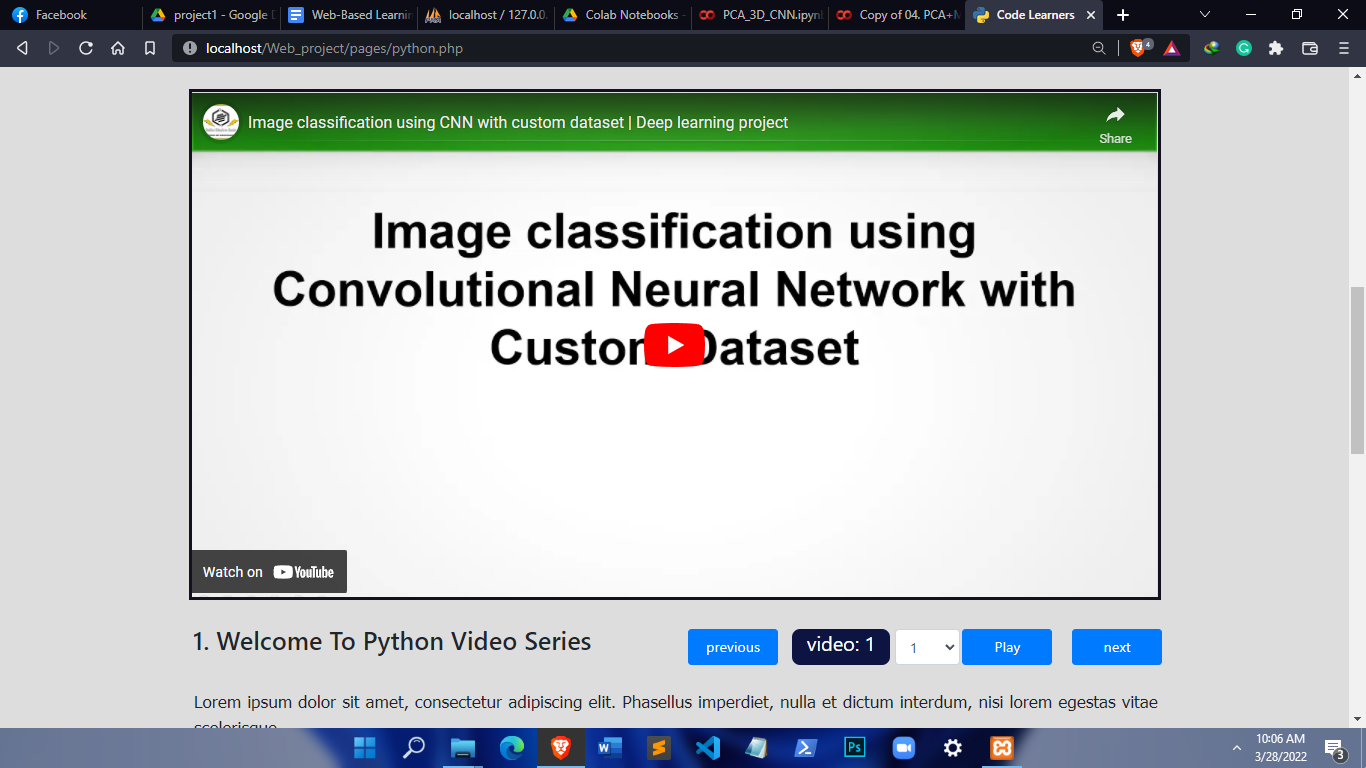 Facebook
project1 - Google D
Web-Based Learnin
localhost / 127.0.0.
Colab Notebooks -
PCA_3D_CNN.ipynb
Copy of 04. PCA+M
Code Learners
localhost/Web_project/pages/python.php
4
Image classification using CNN with custom dataset | Deep learning project
Share
Image classification using
Convolutional Neural Network with
Custom Dataset
Watch on YouTube
1. Welcome To Python Video Series
previous
video: 1
1
Play
next
Lorem ipsum dolor sit amet, consectetur adipiscing elit. Phasellus imperdiet, nulla et dictum interdum, nisi lorem egestas vitae
scelerisque
10:06 AM
3/28/2022
3